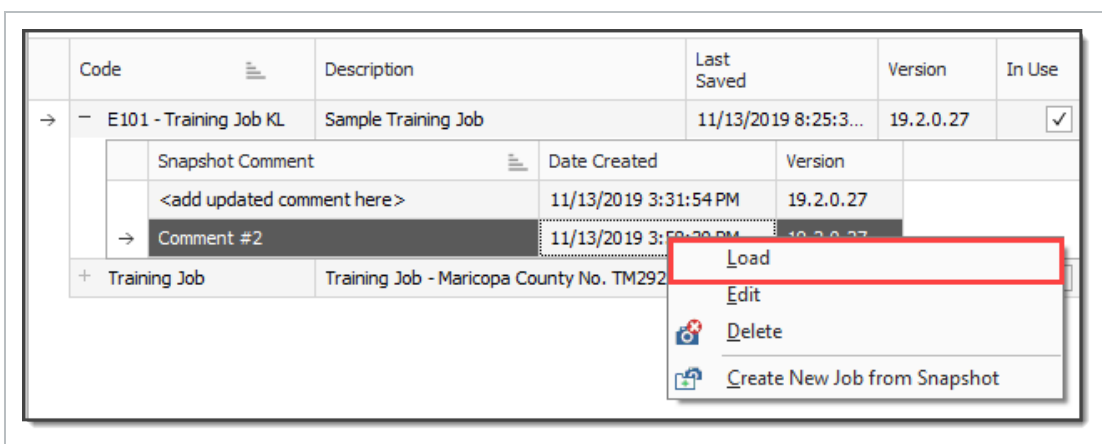 Code Description Last Saved Version In Use
E101 - Training Job KL Sample Training Job 11/13/2019 8:25:3... 19.2.0.27
Snapshot Comment Date Created Version
<add updated comment here> 11/13/2019 3:31:54 PM 19.2.0.27
Comment #2 11/13/2019
Load
Training Job Training Job - Maricopa County No. TM292
Edit
Delete
Create New Job from Snapshot